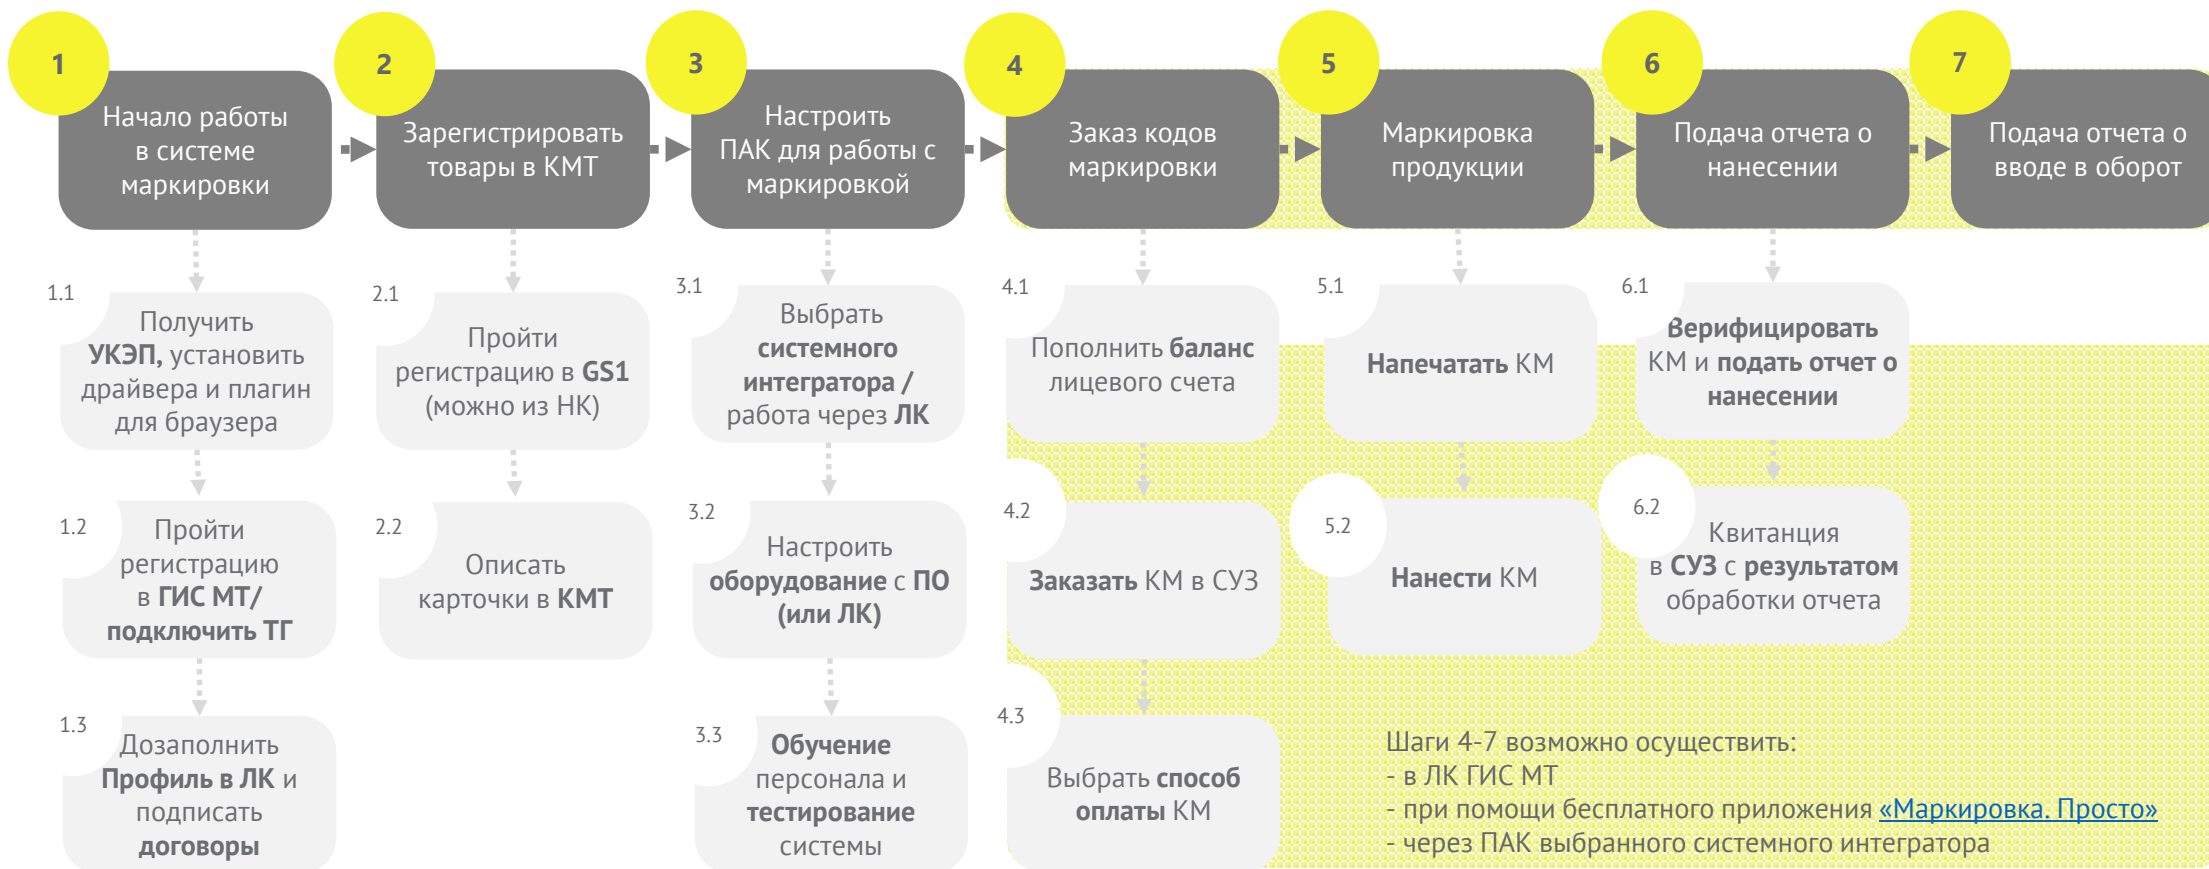 1
Начало работы
в системе
маркировки
2
Зарегистрировать
товары в КМТ
3
Настроить
ПАК для работы с
маркировкой
4
Заказ кодов
маркировки
5
Маркировка
продукции
6
Подача отчета о
нанесении
7
Подача отчета о
вводе в оборот
1.1
Получить
УКЭП, установить
драйвера и плагин
для браузера
1.2
Пройти
регистрацию
в ГИС МТ/
подключить ТГ
1.3
Дозаполнить
Профиль в ЛК и
подписать
договоры
2.1
Пройти
регистрацию в GS1
(можно из НК)
2.2
Описать
карточки в КМТ
3.1
Выбрать
системного
интегратора /
работа через ЛК
3.2
Настроить
оборудование с ПО
(или ЛК)
3.3
Обучение
персонала и
тестирование
системы
4.1
Пополнить баланс
лицевого счета
4.2
Заказать КМ в СУЗ
4.3
Выбрать способ
оплаты КМ
5.1
Напечатать КМ
5.2
Нанести КМ
6.1
Верифицировать
КМ и подать отчет о
нанесении
6.2
Квитанция
в СУЗ с результатом
обработки отчета
Шаги 4-7 возможно осуществить:
- в ЛК ГИС МТ
- при помощи бесплатного приложения «Маркировка. Просто»
- через ПАК выбранного системного интегратора